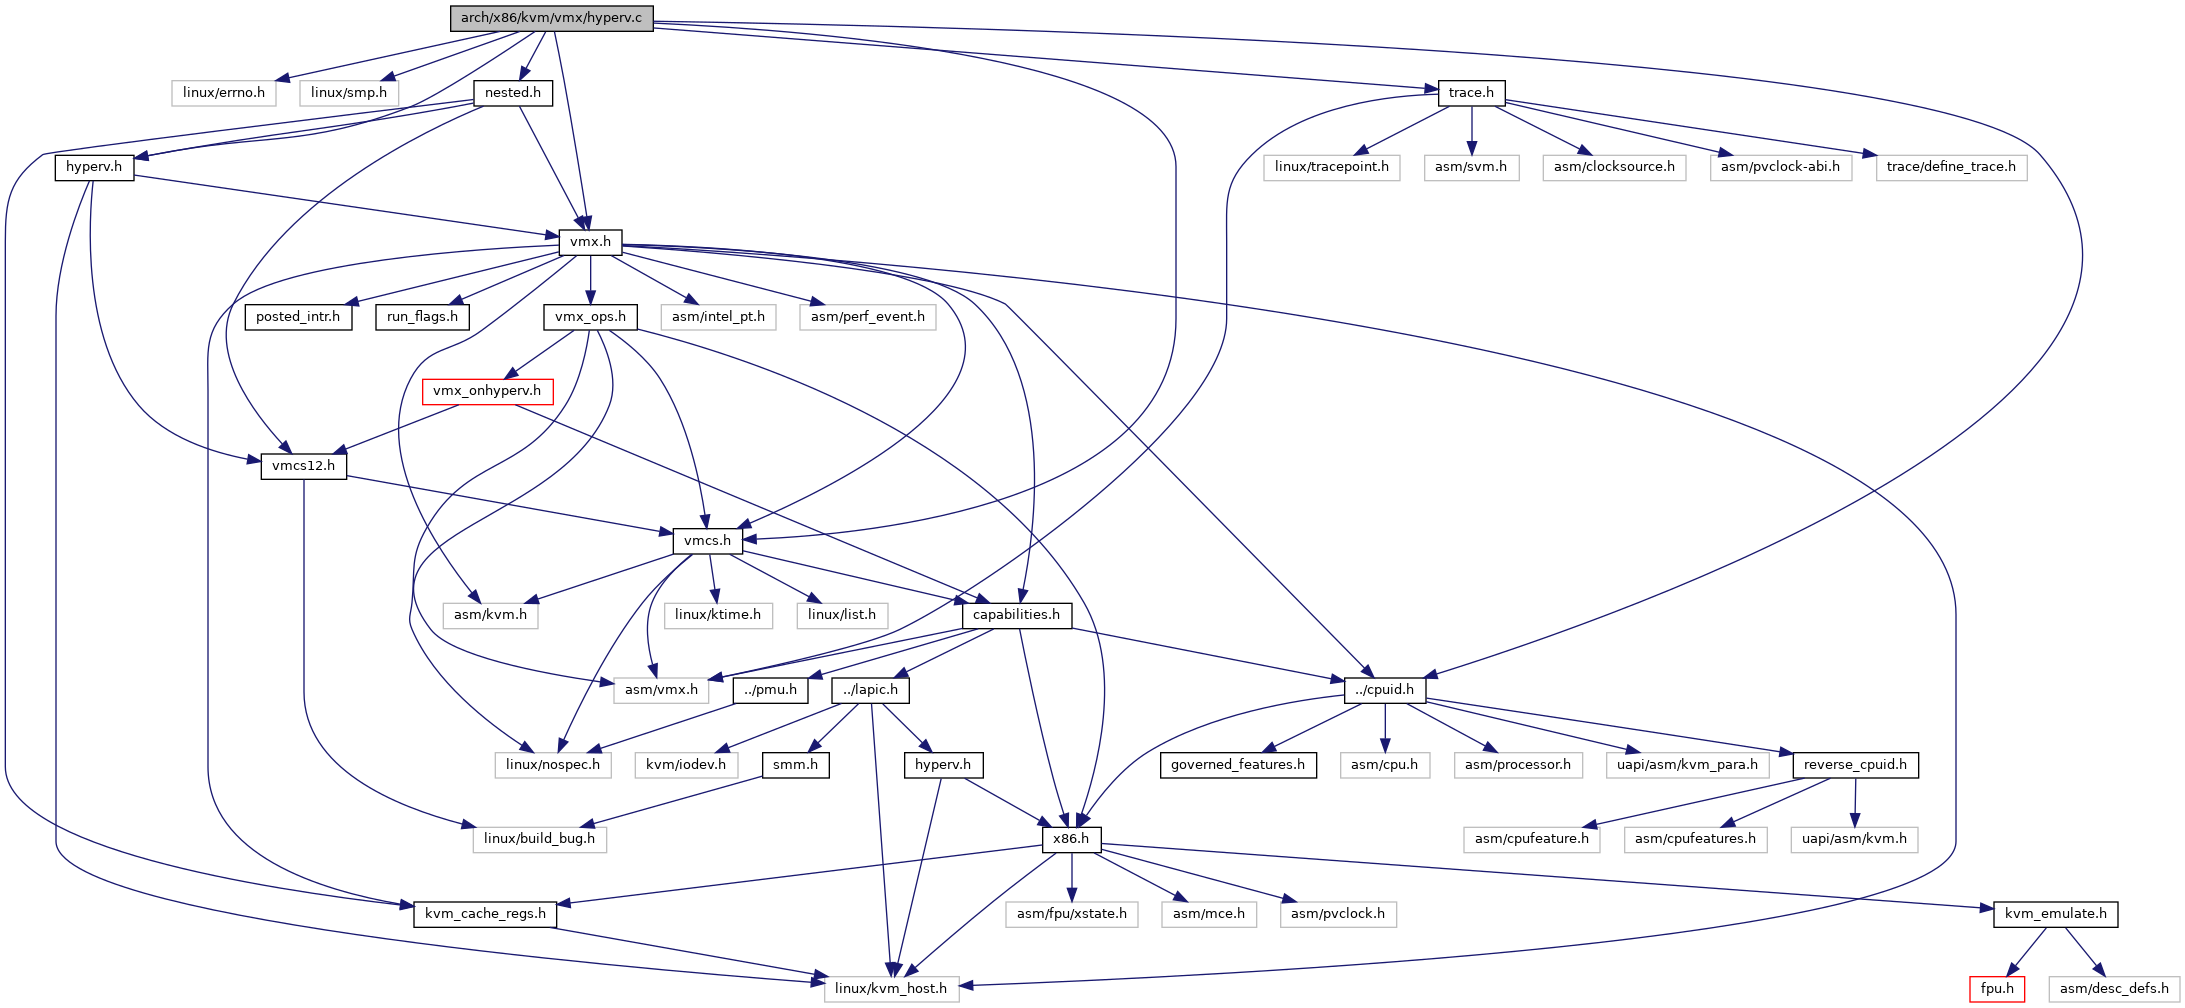 arch/x86/kvm/vmx/hyperv.c
linux/errno.h
linux/smp.h
nested.h
trace.h
hyperv.h
linux/tracepoint.h
asm/svm.h
asm/clocksource.h
asm/pvclock-abi.h
trace/define_trace.h
vmx.h
posted_intr.h
run_flags.h
vmx_ops.h
asm/intel_pt.h
asm/perf_event.h
vmx_onhyperv.h
vmcs12.h
vmcs.h
asm/kvm.h
linux/ktime.h
linux/list.h
capabilities.h
asm/vmx.h
../pmu.h
../lapic.h
../cpuid.h
linux/nospec.h
kvm/iodev.h
smm.h
hyperv.h
governed_features.h
asm/cpu.h
asm/processor.h
uapi/asm/kvm_para.h
reverse_cpuid.h
linux/build_bug.h
x86.h
asm/cpufeature.h
asm/cpufeatures.h
uapi/asm/kvm.h
kvm_cache_regs.h
asm/fpu/xstate.h
asm/mce.h
asm/pvclock.h
kvm_emulate.h
linux/kvm_host.h
fpu.h
asm/desc_defs.h